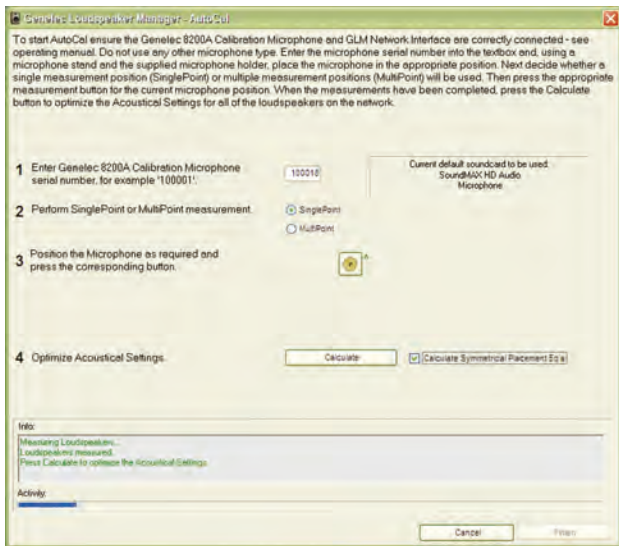 Genelec Loudspeaker Manager - AutoCal
To start AutoCal ensure the Genelec 8200A Calibration Microphone and GLM Network Interface are correctly connected - see
operating manual. Do not use any other microphone type. Enter the microphone serial number into the textbox and, using a
microphone stand and the supplied microphone holder, place the microphone in the appropriate position. Next decide whether a
single measurement position (SinglePoint) or multiple measurement positions (MultiPoint) will be used. Then press the appropriate
measurement button for the current microphone position. When the measurements have been completed, press the Calculate
button to optimize the Acoustical Settings for all of the loudspeakers on the network.
1 Enter Genelec 8200A Calibration Microphone
serial number, for example '100001'.
100018
Current default soundcard to be used:
SoundMAX HD Audio
Microphone
2 Perform SinglePoint or MultiPoint measurement.
SinglePoint
MultiPoint
3 Position the Microphone as required and
press the corresponding button.
4 Optimize Acoustical Settings.
Calculate
Calculate Symmetrical Placement Eq's
Info:
Measuring Loudspeakers...
Loudspeakers measured.
Press Calculate to optimize the Acoustical Settings
Activity:
Cancel